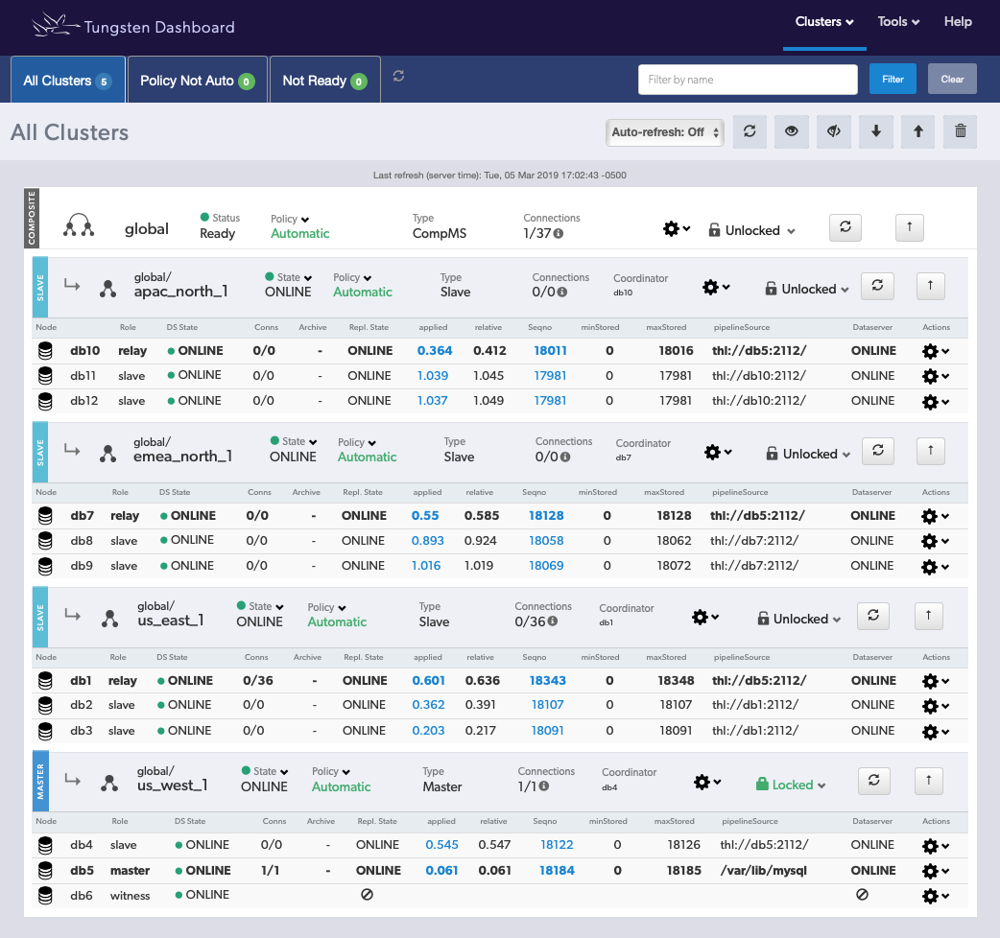 Tungsten Dashboard
Clusters Tools Help
All Clusters 5 Policy Not Auto 0 Not Ready 0 Filter by name Filter Clear
All Clusters Auto-refresh: Off
Last refresh (server time): Tue, 05 Mar 2019 17:02:43 -0500
COMPOSITE
Status Policy Type Connections
global Ready Automatic CompMS 1/37 Unlocked
SLAVE
global/ State Policy Type Connections Coordinator
apac_north_1 ONLINE Automatic Slave 0/0 db10 Unlocked
Node Role DS State Conns Archive Repl. State applied relative Seqno minStored maxStored pipelineSource Dataserver Actions
db10 relay ONLINE 0/0 - ONLINE 0.364 0.412 18011 0 18016 thl://db5:2112/ ONLINE
db11 slave ONLINE 0/0 - ONLINE 1.039 1.045 17981 0 17981 thl://db10:2112/ ONLINE
db12 slave ONLINE 0/0 - ONLINE 1.037 1.049 17981 0 17981 thl://db10:2112/ ONLINE
SLAVE
global/ State Policy Type Connections Coordinator
emea_north_1 ONLINE Automatic Slave 0/0 db7 Unlocked
Node Role DS State Conns Archive Repl. State applied relative Seqno minStored maxStored pipelineSource Dataserver Actions
db7 relay ONLINE 0/0 - ONLINE 0.55 0.585 18128 0 18128 thl://db5:2112/ ONLINE
db8 slave ONLINE 0/0 - ONLINE 0.893 0.924 18058 0 18062 thl://db7:2112/ ONLINE
db9 slave ONLINE 0/0 - ONLINE 1.016 1.019 18069 0 18072 thl://db7:2112/ ONLINE
SLAVE
global/ State Policy Type Connections Coordinator
us_east_1 ONLINE Automatic Slave 0/36 db1 Unlocked
Node Role DS State Conns Archive Repl. State applied relative Seqno minStored maxStored pipelineSource Dataserver Actions
db1 relay ONLINE 0/36 - ONLINE 0.601 0.636 18343 0 18348 thl://db5:2112/ ONLINE
db2 slave ONLINE 0/0 - ONLINE 0.362 0.391 18107 0 18107 thl://db1:2112/ ONLINE
db3 slave ONLINE 0/0 - ONLINE 0.203 0.217 18091 0 18091 thl://db1:2112/ ONLINE
MASTER
global/ State Policy Type Connections Coordinator
us_west_1 ONLINE Automatic Master 1/1 db4 Locked
Node Role DS State Conns Archive Repl. State applied relative Seqno minStored maxStored pipelineSource Dataserver Actions
db4 slave ONLINE 0/0 - ONLINE 0.545 0.547 18122 0 18126 thl://db5:2112/ ONLINE
db5 master ONLINE 1/1 - ONLINE 0.061 0.061 18184 0 18185 /var/lib/mysql ONLINE
db6 witness ONLINE